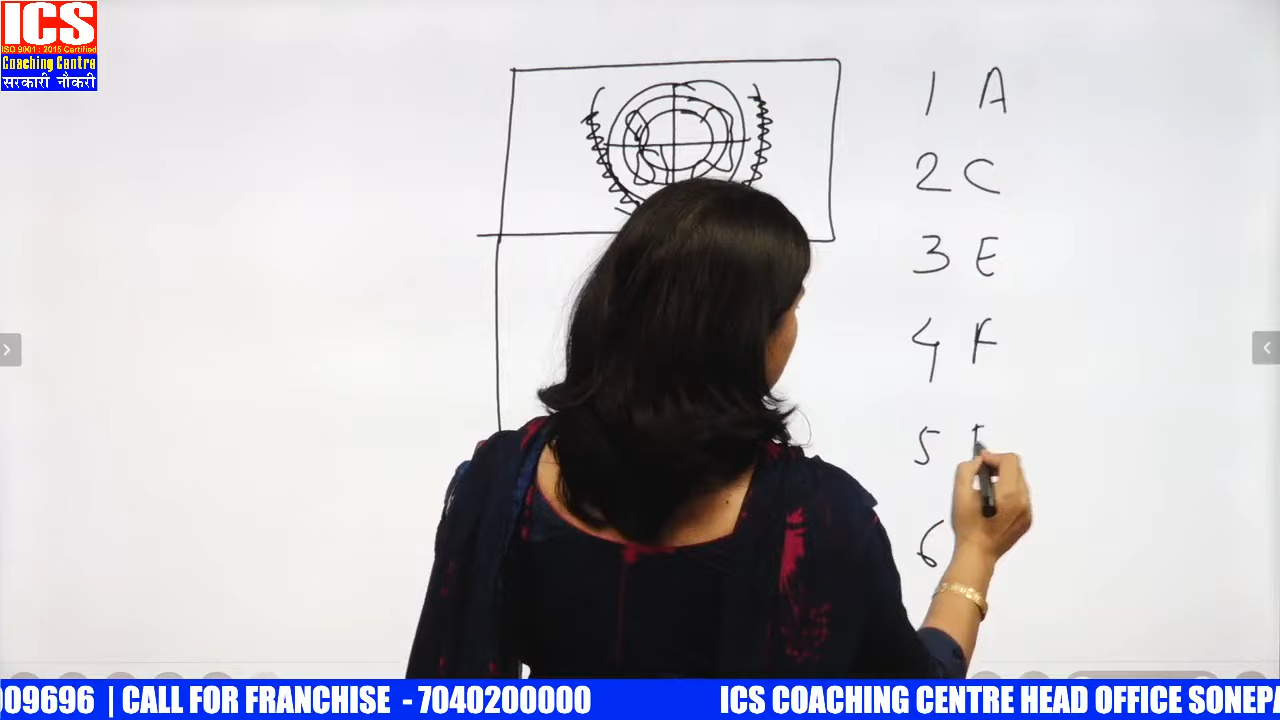 ICS
ISO 9001 : 2015 Certified
Coaching Centre
सरकारी नौकरी
1 A
2 C
3 E
4 F
5
6
009696 | CALL FOR FRANCHISE - 7040200000 ICS COACHING CENTRE HEAD OFFICE SONEPA